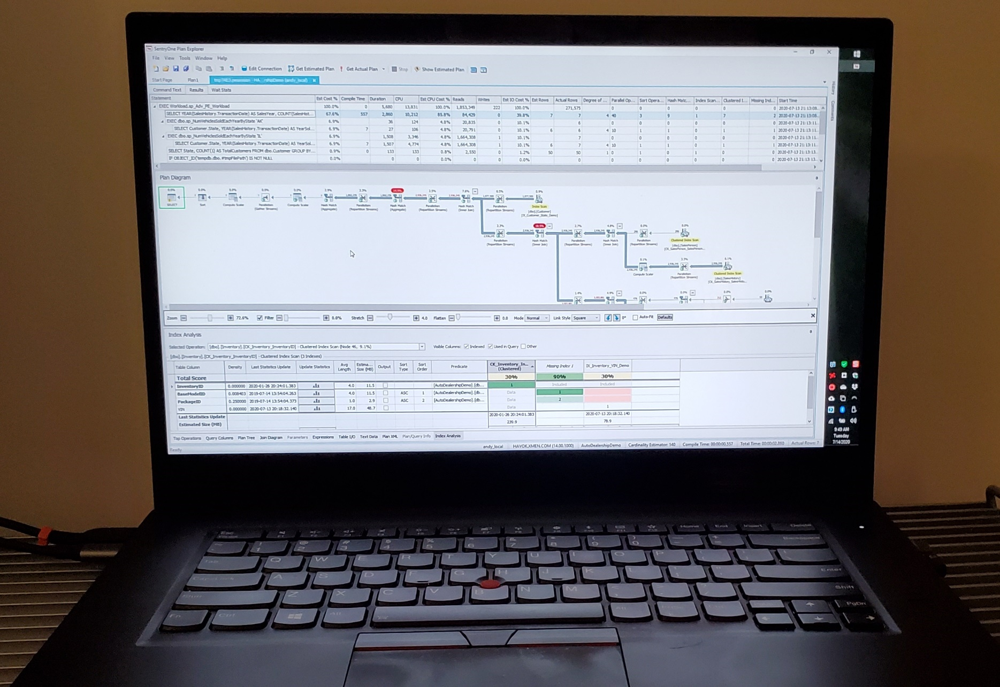 SentryOne Plan Explorer
File View Tools Window Help
Edit Connection Get Estimated Plan Get Actual Plan Stop Show Estimated Plan
Start Page Plan1
Command Text Results Wait Stats
Statement Est Cost % Compile Time Duration CPU Est CPU Cost % Reads Writes Est IO Cost % Est Rows Actual Rows Degree of ... Parallel Op... Sort Opera... Hash Matc... Index Scan... Clustered I... Missing Ind... Start Time
EXEC Workload.sp_Adv_PE_Workload 100.0% 0 5,680 13,831 100.0% 1,853,349 222 100.0% 271,575 0 0 0 0 0 0 2020-07-13 21:13:08...
SELECT YEAR(SalesHistory.TransactionDate) AS SalesYear, COUNT(SalesHist... 67.6% 557 2,860 10,212 85.8% 84,429 0 39.8% 7 7 4 40 3 9 1 7 2 2020-07-13 21:13:08...
EXEC dbo.sp_NumVehiclesSoldEachYearByState 'AK' 6.9% 36 124 4.8% 20,835 0 10.1% 6 0 0 0 0 0 0 2020-07-13 21:13:11...
SELECT Customer.State, YEAR(SalesHistory.TransactionDate) AS YearSol... 6.9% 7 27 106 4.8% 20,791 0 10.1% 6 6 4 10 1 1 0 1 1 2020-07-13 21:13:11...
EXEC dbo.sp_NumVehiclesSoldEachYearByState 'IL' 6.9% 1,508 3,346 4.8% 1,664,308 1 10.1% 7 0 0 0 0 0 0 2020-07-13 21:13:11...
SELECT Customer.State, YEAR(SalesHistory.TransactionDate) AS YearSol... 6.9% 7 1,507 4,774 4.8% 1,664,308 1 10.1% 6 7 4 10 1 1 0 1 1 2020-07-13 21:13:11...
SELECT State, COUNT(1) AS TotalCustomers FROM dbo.Customer GROUP BY... 0.9% 0 133 133 0.8% 2,550 0 1.2% 50 50 1 0 1 0 1 0 0 2020-07-13 21:13:13...
IF OBJECT_ID('tempdb.dbo.#tmpFilePath') IS NOT NULL 0.0% 0 0 0.0% 0 0 0.0% 0 0 0 0 0 0 0 2020-07-13 21:13:13...
Plan Diagram
SELECT Sort Compute Scalar Parallelism (Gather Streams) Compute Scalar Hash Match (Aggregate) Parallelism (Repartition Streams) Hash Match (Aggregate) Parallelism (Repartition Streams) Hash Match (Inner Join) Parallelism (Repartition Streams) Index Scan
[dbo].[Customer]
[IX_Customer_State_Demo]
Parallelism (Repartition Streams) Hash Match (Inner Join) Parallelism (Repartition Streams) Hash Match (Inner Join) Parallelism (Repartition Streams) Clustered Index Scan
[dbo].[SalesPerson]
Compute Scalar Parallelism (Repartition Streams) Clustered Index Scan
[dbo].[SalesHistory]
Zoom 72.6% Filter 0.0% Stretch 4.0 Flatten 0.0 Mode Normal Link Style Square 0° Auto-Fit Defaults
Index Analysis
Selected Operation: [dbo].[Inventory].[CK_Inventory_InventoryID] - Clustered Index Scan (Node 46, 9.1%) Visible Columns: Indexed Used in Query Other
[dbo].[Inventory].[CK_Inventory_InventoryID] - Clustered Index Scan (3 Indexes)
Table Column Density Last Statistics Update Update Statistics Avg Length Estima... Size (MB) Output Sort Type Sort Order Predicate CK_Inventory_In... (Clustered) Missing Index 1 IX_Inventory_VIN_Demo
Total Score 30% 90% 30%
InventoryID 0.000000 2020-01-26 20:24:01.383 4.0 11.5 [AutoDealershipDemo].[db... 1 Included Included
BaseModelID 0.008403 2019-07-14 13:54:04.263 4.0 11.5 ASC 1 [AutoDealershipDemo].[db... Data 1
PackageID 0.250000 2019-07-14 13:54:04.373 1.0 2.9 ASC 2 [AutoDealershipDemo].[db... Data 2
VIN 0.000000 2020-07-13 20:18:32.140 17.0 48.7 Data 1
Last Statistics Update 2020-01-26 20:24:01.383 2020-07-13 20:18:32.140
Estimated Size (MB) 239.9 78.9
Top Operations Query Columns Plan Tree Join Diagram Parameters Expressions Table I/O Text Data Plan XML Plan/Query Info Index Analysis
Ready andy_local HAVOK.XMEN.COM (14.00.1000) AutoDealershipDemo Cardinality Estimator: 140 Compile Time: 00:00:00.557 Total Time: 00:00:02.860 Actual Rows: 7
History
Comments
9:49 AM
Tuesday
7/14/2020
Esc Home End Insert Delete
1 2 3 4 5 6 7 8 9 0 Backspace
Tab Q W E R T Y U I O P
CapsLock A S D F G H J K L Enter
Shift Z X C V B N M Shift
Fn Ctrl Alt Alt PgDn